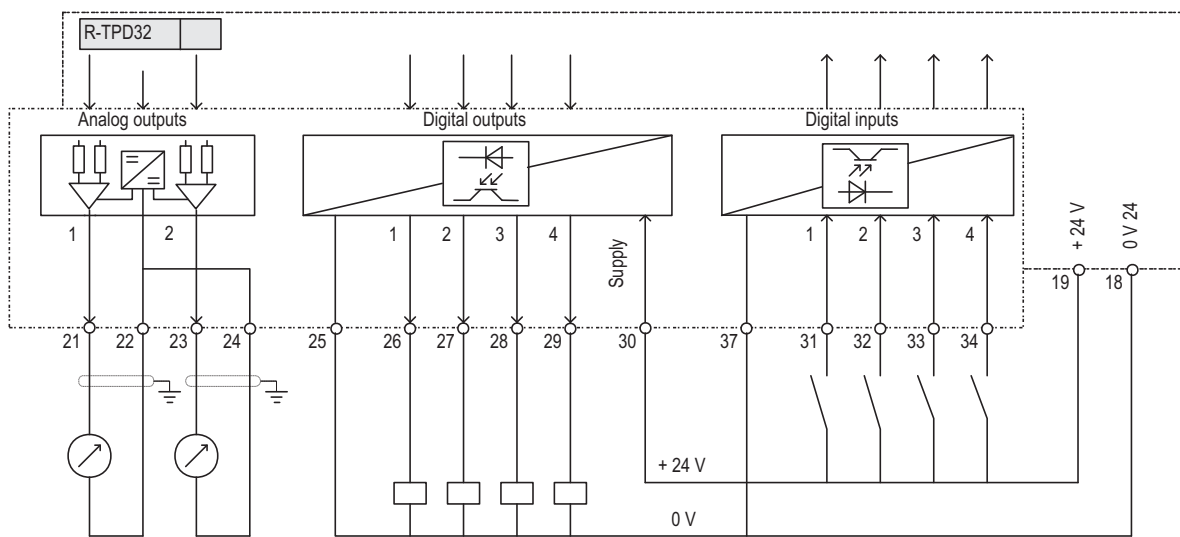 R-TPD32
Analog outputs
Digital outputs
Digital inputs
1 2
1 2 3 4
Supply
1 2 3 4
+ 24 V
0 V 24
19 18
21 22 23 24 25 26 27 28 29 30 37 31 32 33 34
+ 24 V
0 V